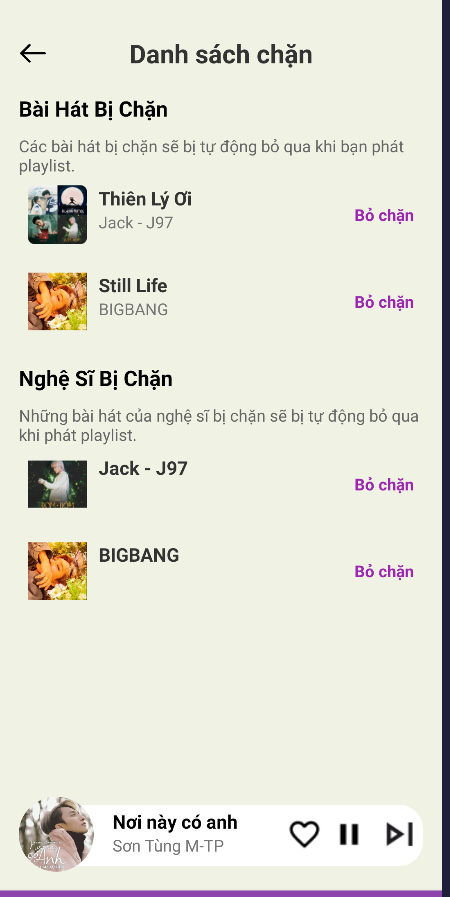 Danh sách chặn
Bài Hát Bị Chặn
Các bài hát bị chặn sẽ bị tự động bỏ qua khi bạn phát
playlist.
Thiên Lý Ơi
Jack - J97
Bỏ chặn
Still Life
BIGBANG
Bỏ chặn
Nghệ Sĩ Bị Chặn
Những bài hát của nghệ sĩ bị chặn sẽ bị tự động bỏ qua
khi phát playlist.
Jack - J97
Bỏ chặn
BIGBANG
Bỏ chặn
Anh
Nơi này có anh
Sơn Tùng M-TP